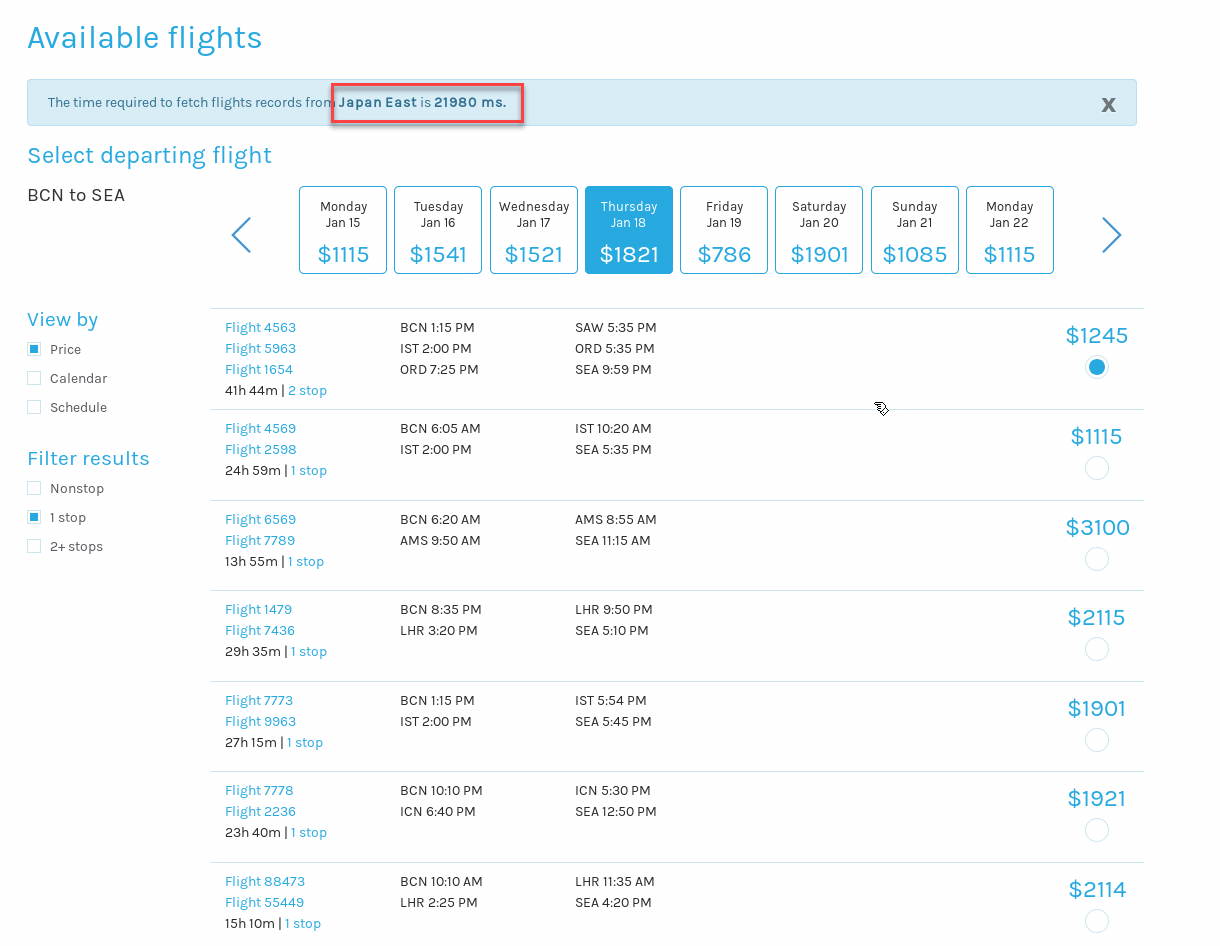 Available flights
The time required to fetch flights records from Japan East is 21980 ms.
X
Select departing flight
BCN to SEA
Monday Tuesday Wednesday Thursday Friday Saturday Sunday Monday
Jan 15 Jan 16 Jan 17 Jan 18 Jan 19 Jan 20 Jan 21 Jan 22
$1115 $1541 $1521 $1821 $786 $1901 $1085 $1115
View by
Price
Calendar
Schedule
Filter results
Nonstop
1 stop
2+ stops
Flight 4563 BCN 1:15 PM SAW 5:35 PM $1245
Flight 5963 IST 2:00 PM ORD 5:35 PM
Flight 1654 ORD 7:25 PM SEA 9:59 PM
41h 44m | 2 stop
Flight 4569 BCN 6:05 AM IST 10:20 AM $1115
Flight 2598 IST 2:00 PM SEA 5:35 PM
24h 59m | 1 stop
Flight 6569 BCN 6:20 AM AMS 8:55 AM $3100
Flight 7789 AMS 9:50 AM SEA 11:15 AM
13h 55m | 1 stop
Flight 1479 BCN 8:35 PM LHR 9:50 PM $2115
Flight 7436 LHR 3:20 PM SEA 5:10 PM
29h 35m | 1 stop
Flight 7773 BCN 1:15 PM IST 5:54 PM $1901
Flight 9963 IST 2:00 PM SEA 5:45 PM
27h 15m | 1 stop
Flight 7778 BCN 10:10 PM ICN 5:30 PM $1921
Flight 2236 ICN 6:40 PM SEA 12:50 PM
23h 40m | 1 stop
Flight 88473 BCN 10:10 AM LHR 11:35 AM $2114
Flight 55449 LHR 2:25 PM SEA 4:20 PM
15h 10m | 1 stop